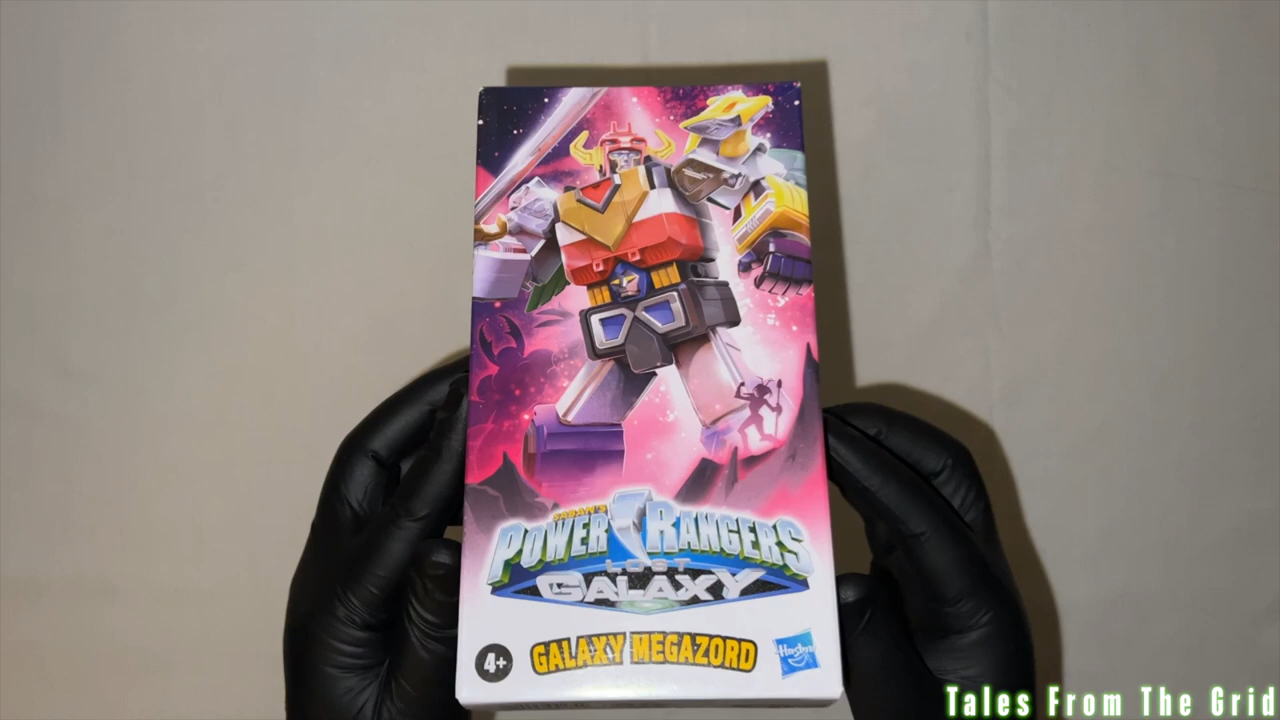 SABAN'S
POWER RANGERS
LOST
GALAXY
4+
GALAXY MEGAZORD
Hasbro
Tales From The Grid